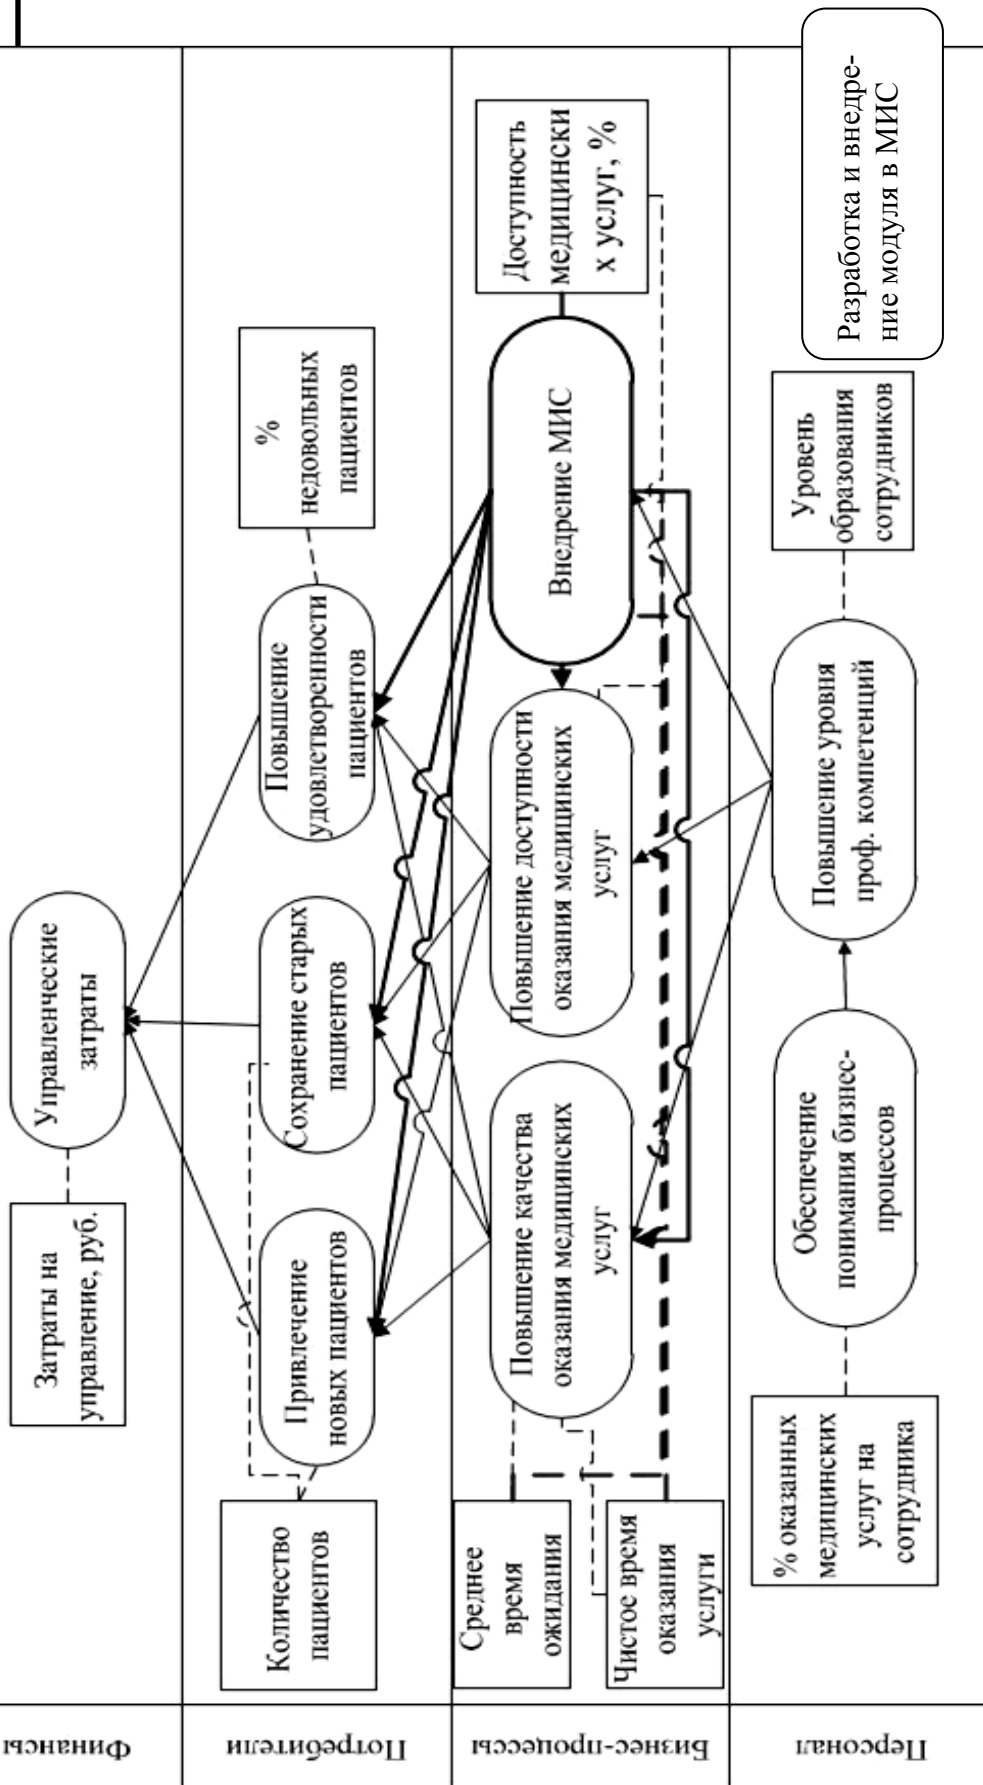 Финансы
Затраты на
управление, руб.
Управленческие
затраты
Потребители
Количество
пациентов
Привлечение
новых пациентов
Сохранение старых
пациентов
Повышение
удовлетворенности
пациентов
%
недовольных
пациентов
Бизнес-процессы
Среднее
время
ожидания
Чистое время
оказания
услуги
Повышение качества
оказания медицинских
услуг
Повышение доступности
оказания медицинских
услуг
Внедрение МИС
Доступность
медицински
х услуг, %
Персонал
% оказанных
медицинских
услуг на
сотрудника
Обеспечение
понимания бизнес-
процессов
Повышение уровня
проф. компетенций
Уровень
образования
сотрудников
Разработка и внедре-
ние модуля в МИС